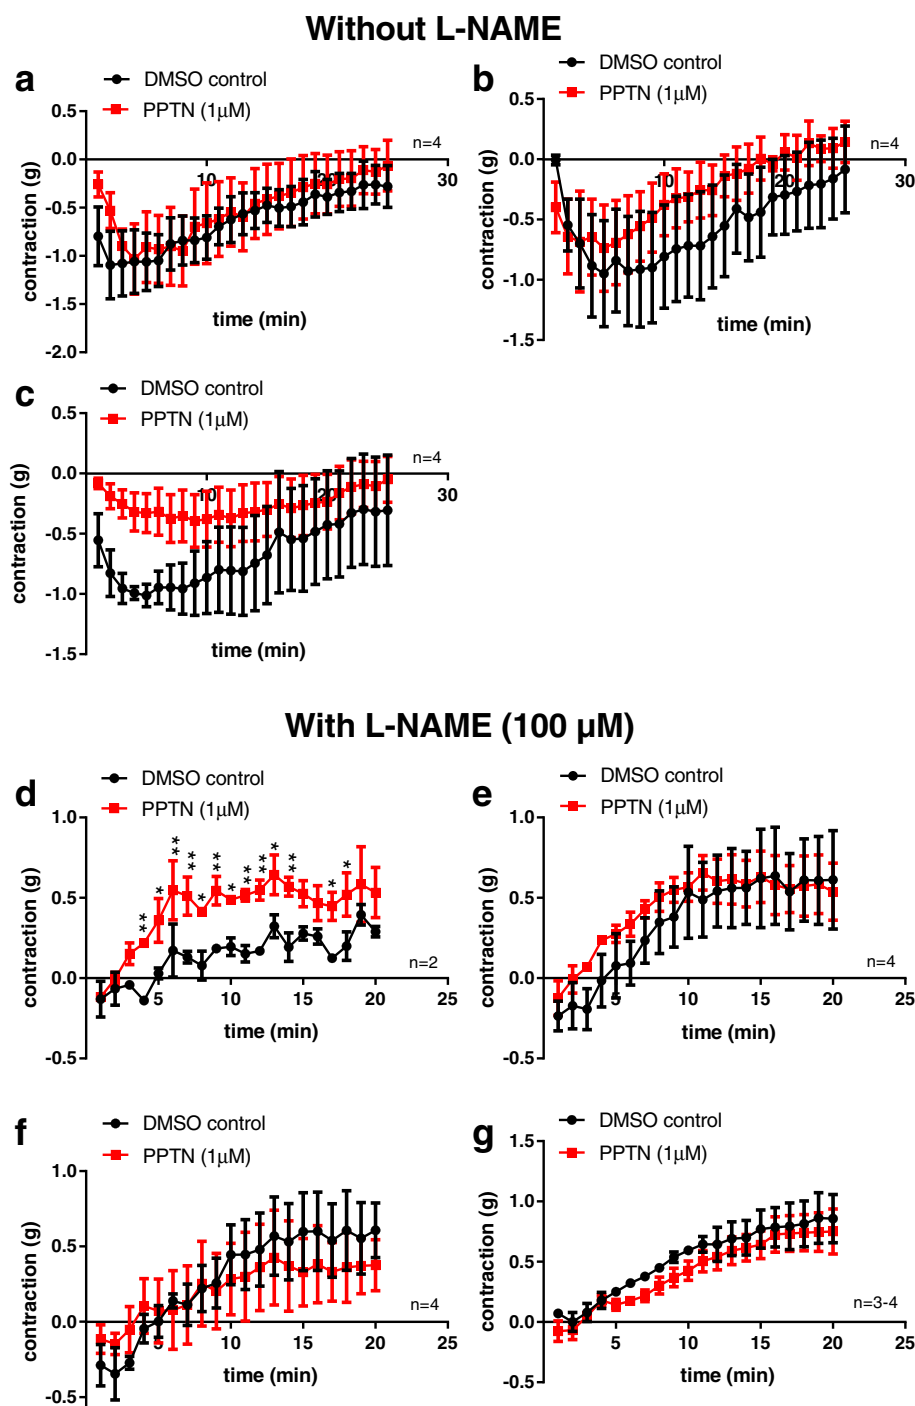 Without L-NAME
a
DMSO control
PPTN (1μM)
0.5
0.0
-0.5
-1.0
-1.5
-2.0
10
20
30
n=4
contraction (g)
time (min)
b
DMSO control
PPTN (1μM)
0.5
0.0
-0.5
-1.0
-1.5
10
20
30
n=4
contraction (g)
time (min)
c
DMSO control
PPTN (1μM)
0.5
0.0
-0.5
-1.0
-1.5
10
20
30
n=4
contraction (g)
time (min)
With L-NAME (100 μM)
d
DMSO control
PPTN (1μM)
1.0
0.5
0.0
-0.5
** * ** ** * ** * ** ** * ** * *
5
10
15
20
25
n=2
contraction (g)
time (min)
e
DMSO control
PPTN (1μM)
1.0
0.5
0.0
-0.5
5
10
15
20
25
n=4
contraction (g)
time (min)
f
DMSO control
PPTN (1μM)
1.0
0.5
0.0
-0.5
5
10
15
20
25
n=4
contraction (g)
time (min)
g
DMSO control
PPTN (1μM)
1.5
1.0
0.5
0.0
-0.5
5
10
15
20
25
n=3-4
contraction (g)
time (min)